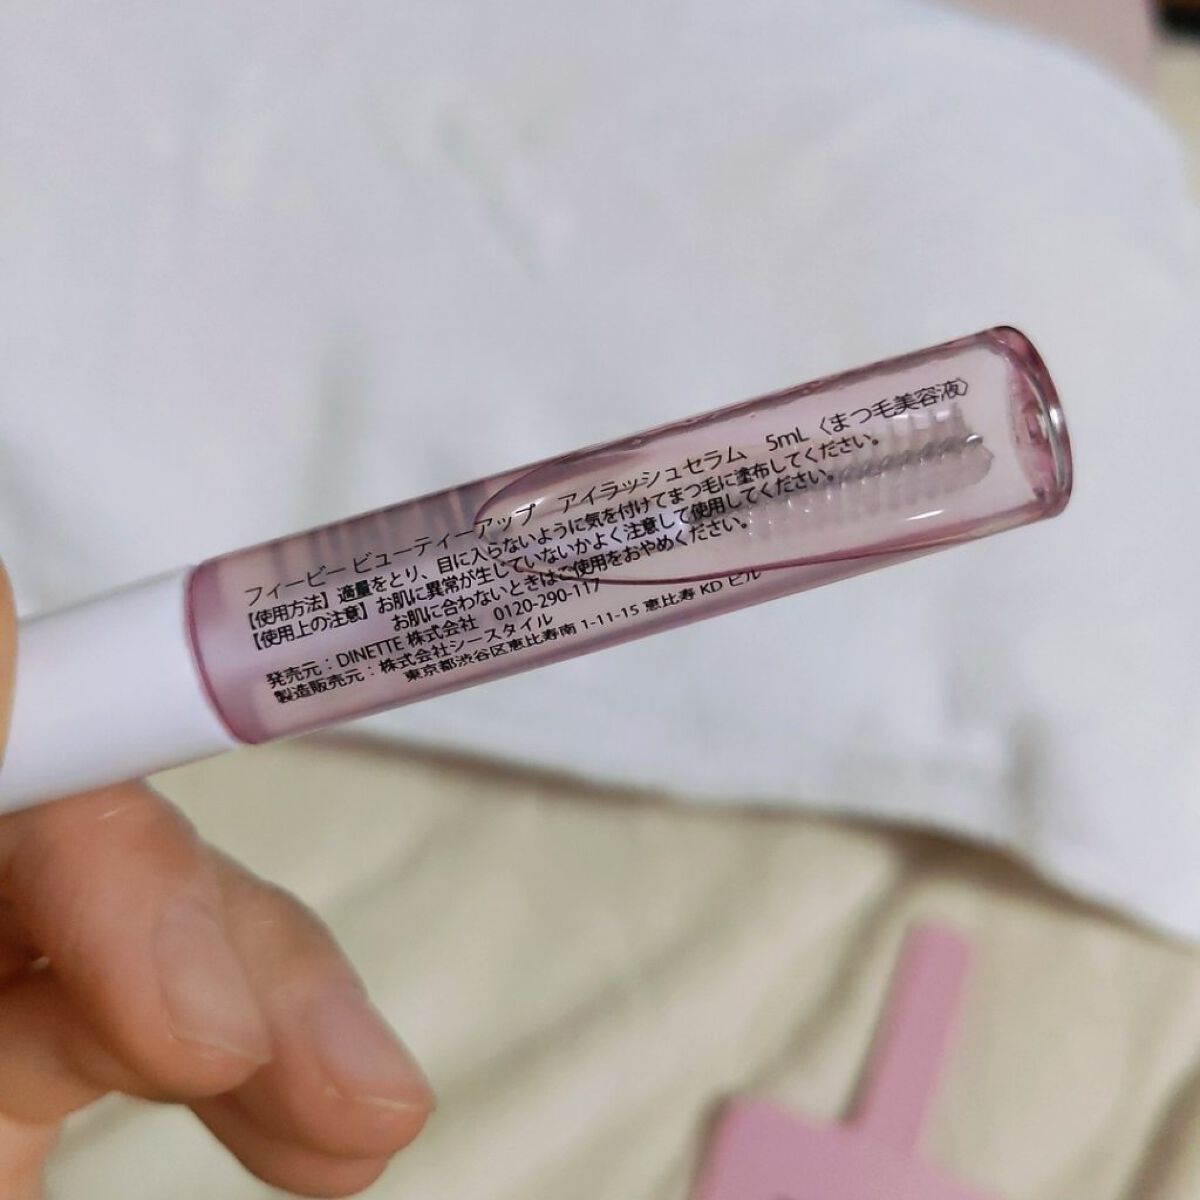 フィービー ビューティーアップ アイラッシュセラム 5mL〈まつ毛美容液〉
【使用方法】適量をとり、目に入らないように気を付けてまつ毛に塗布してください。
【使用上の注意】お肌に異常が生じていないかよく注意して使用してください。
お肌に合わないときはご使用をおやめください。
発売元：DINETTE 株式会社 0120-290-117
製造販売元：株式会社シースタイル
東京都渋谷区恵比寿南 1-11-15 恵比寿 KD ビル